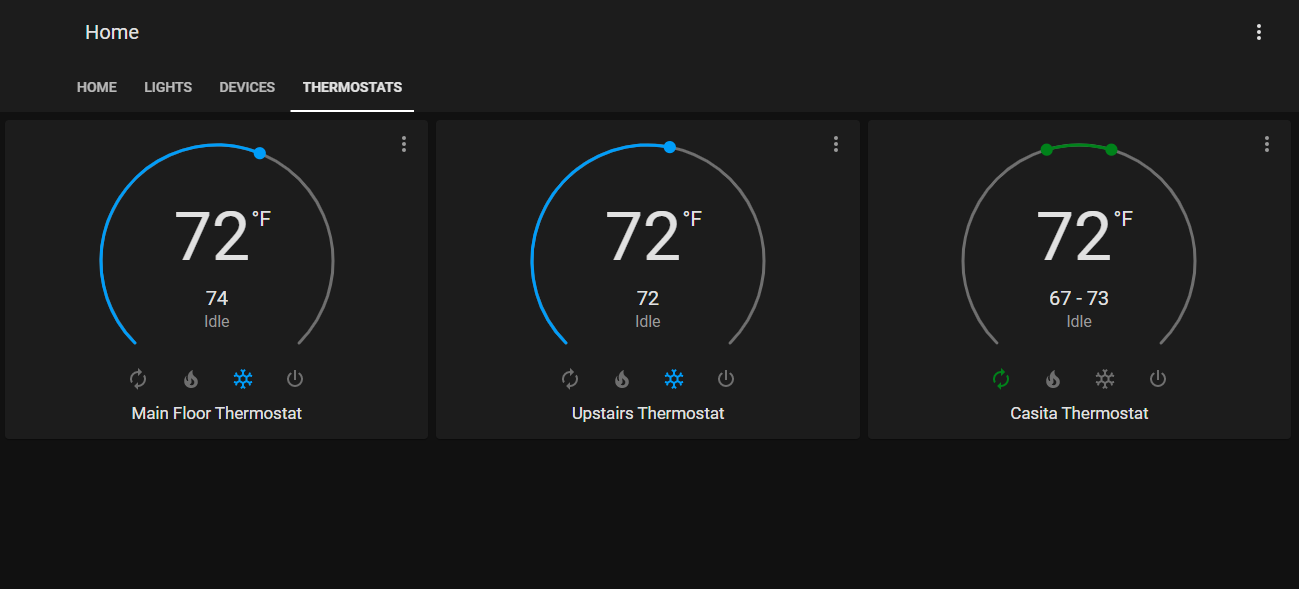 Home
HOME LIGHTS DEVICES THERMOSTATS
72 °F
74
Idle
Main Floor Thermostat
72 °F
72
Idle
Upstairs Thermostat
72 °F
67 - 73
Idle
Casita Thermostat